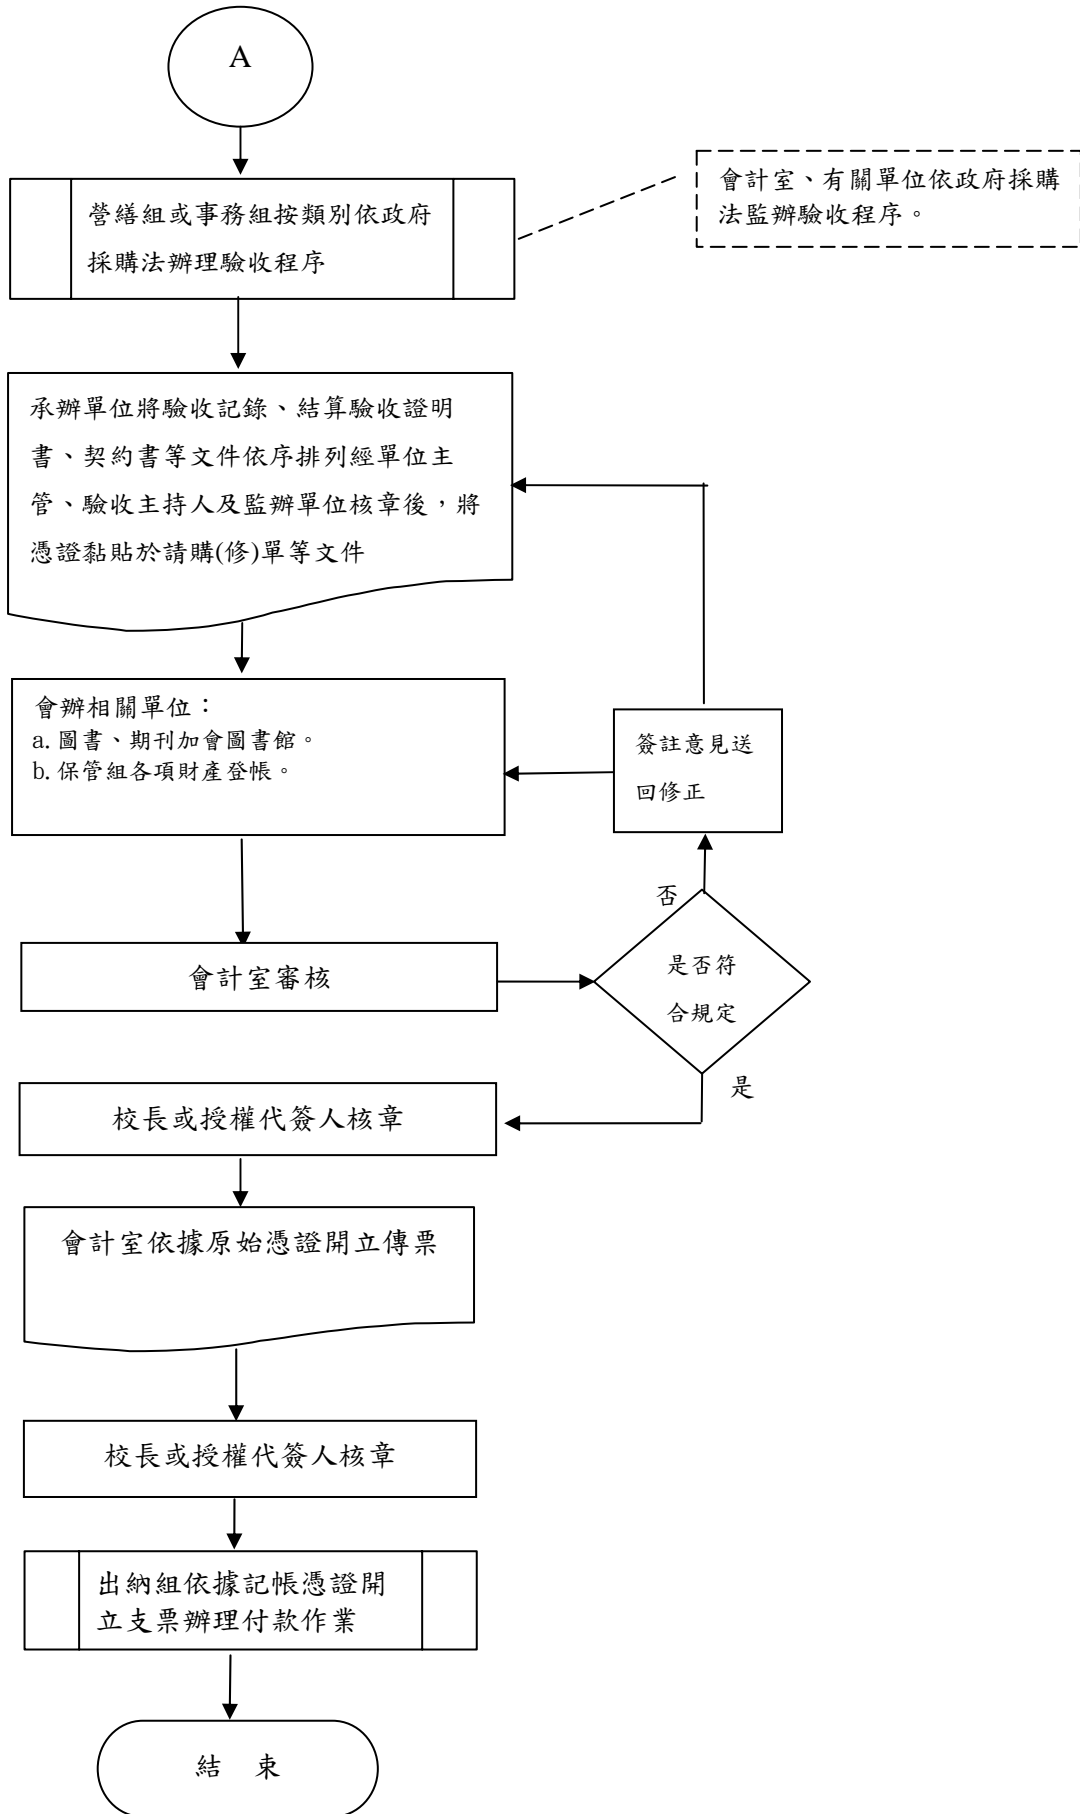 A
營繕組或事務組按類別依政府
採購法辦理驗收程序
會計室、有關單位依政府採購
法監辦驗收程序。
承辦單位將驗收記錄、結算驗收證明
書、契約書等文件依序排列經單位主
管、驗收主持人及監辦單位核章後，將
憑證黏貼於請購(修)單等文件
會辦相關單位：
a. 圖書、期刊加會圖書館。
b. 保管組各項財產登帳。
簽註意見送
回修正
否
會計室審核
是否符
合規定
是
校長或授權代簽人核章
會計室依據原始憑證開立傳票
校長或授權代簽人核章
出納組依據記帳憑證開
立支票辦理付款作業
結 束